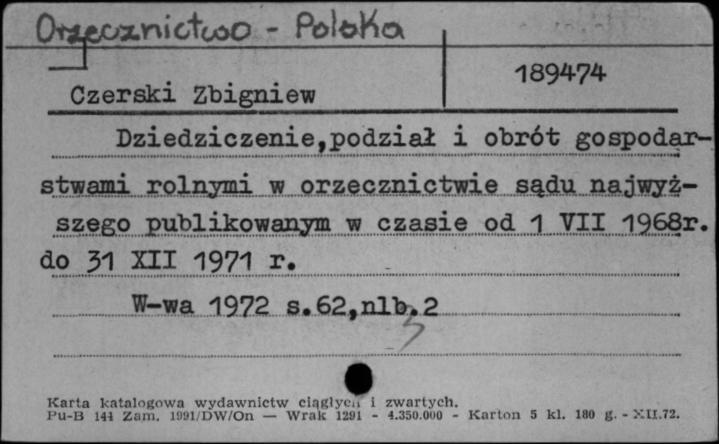 Orzecznictwo - Polska
189474
Czerski Zbigniew
Dziedziczenie,podział i obrót gospodar-
stwami rolnymi w orzecznictwie sądu najwyż-
szego publikowanym w czasie od 1 VII 1968r.
do 31 XII 1971 r.
W-wa 1972 s.62,nlb.2
Karta katalogowa wydawnictw ciągłych i zwartych.
Pu-B 144 Zam. 1991/DW/On — Wrak 1291 - 4.350.000 - Karton 5 kl. 180 g. - XII.72.